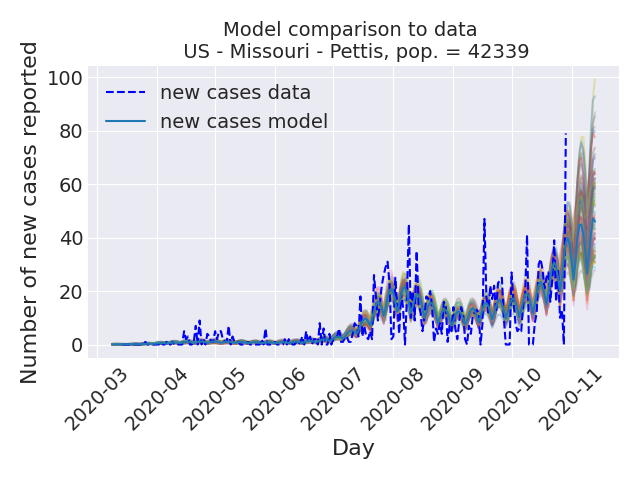 Model comparison to data
US - Missouri - Pettis, pop. = 42339
Number of new cases reported
100
80
60
40
20
0
new cases data
new cases model
2020-03
2020-04
2020-05
2020-06
2020-07
2020-08
2020-09
2020-10
2020-11
Day